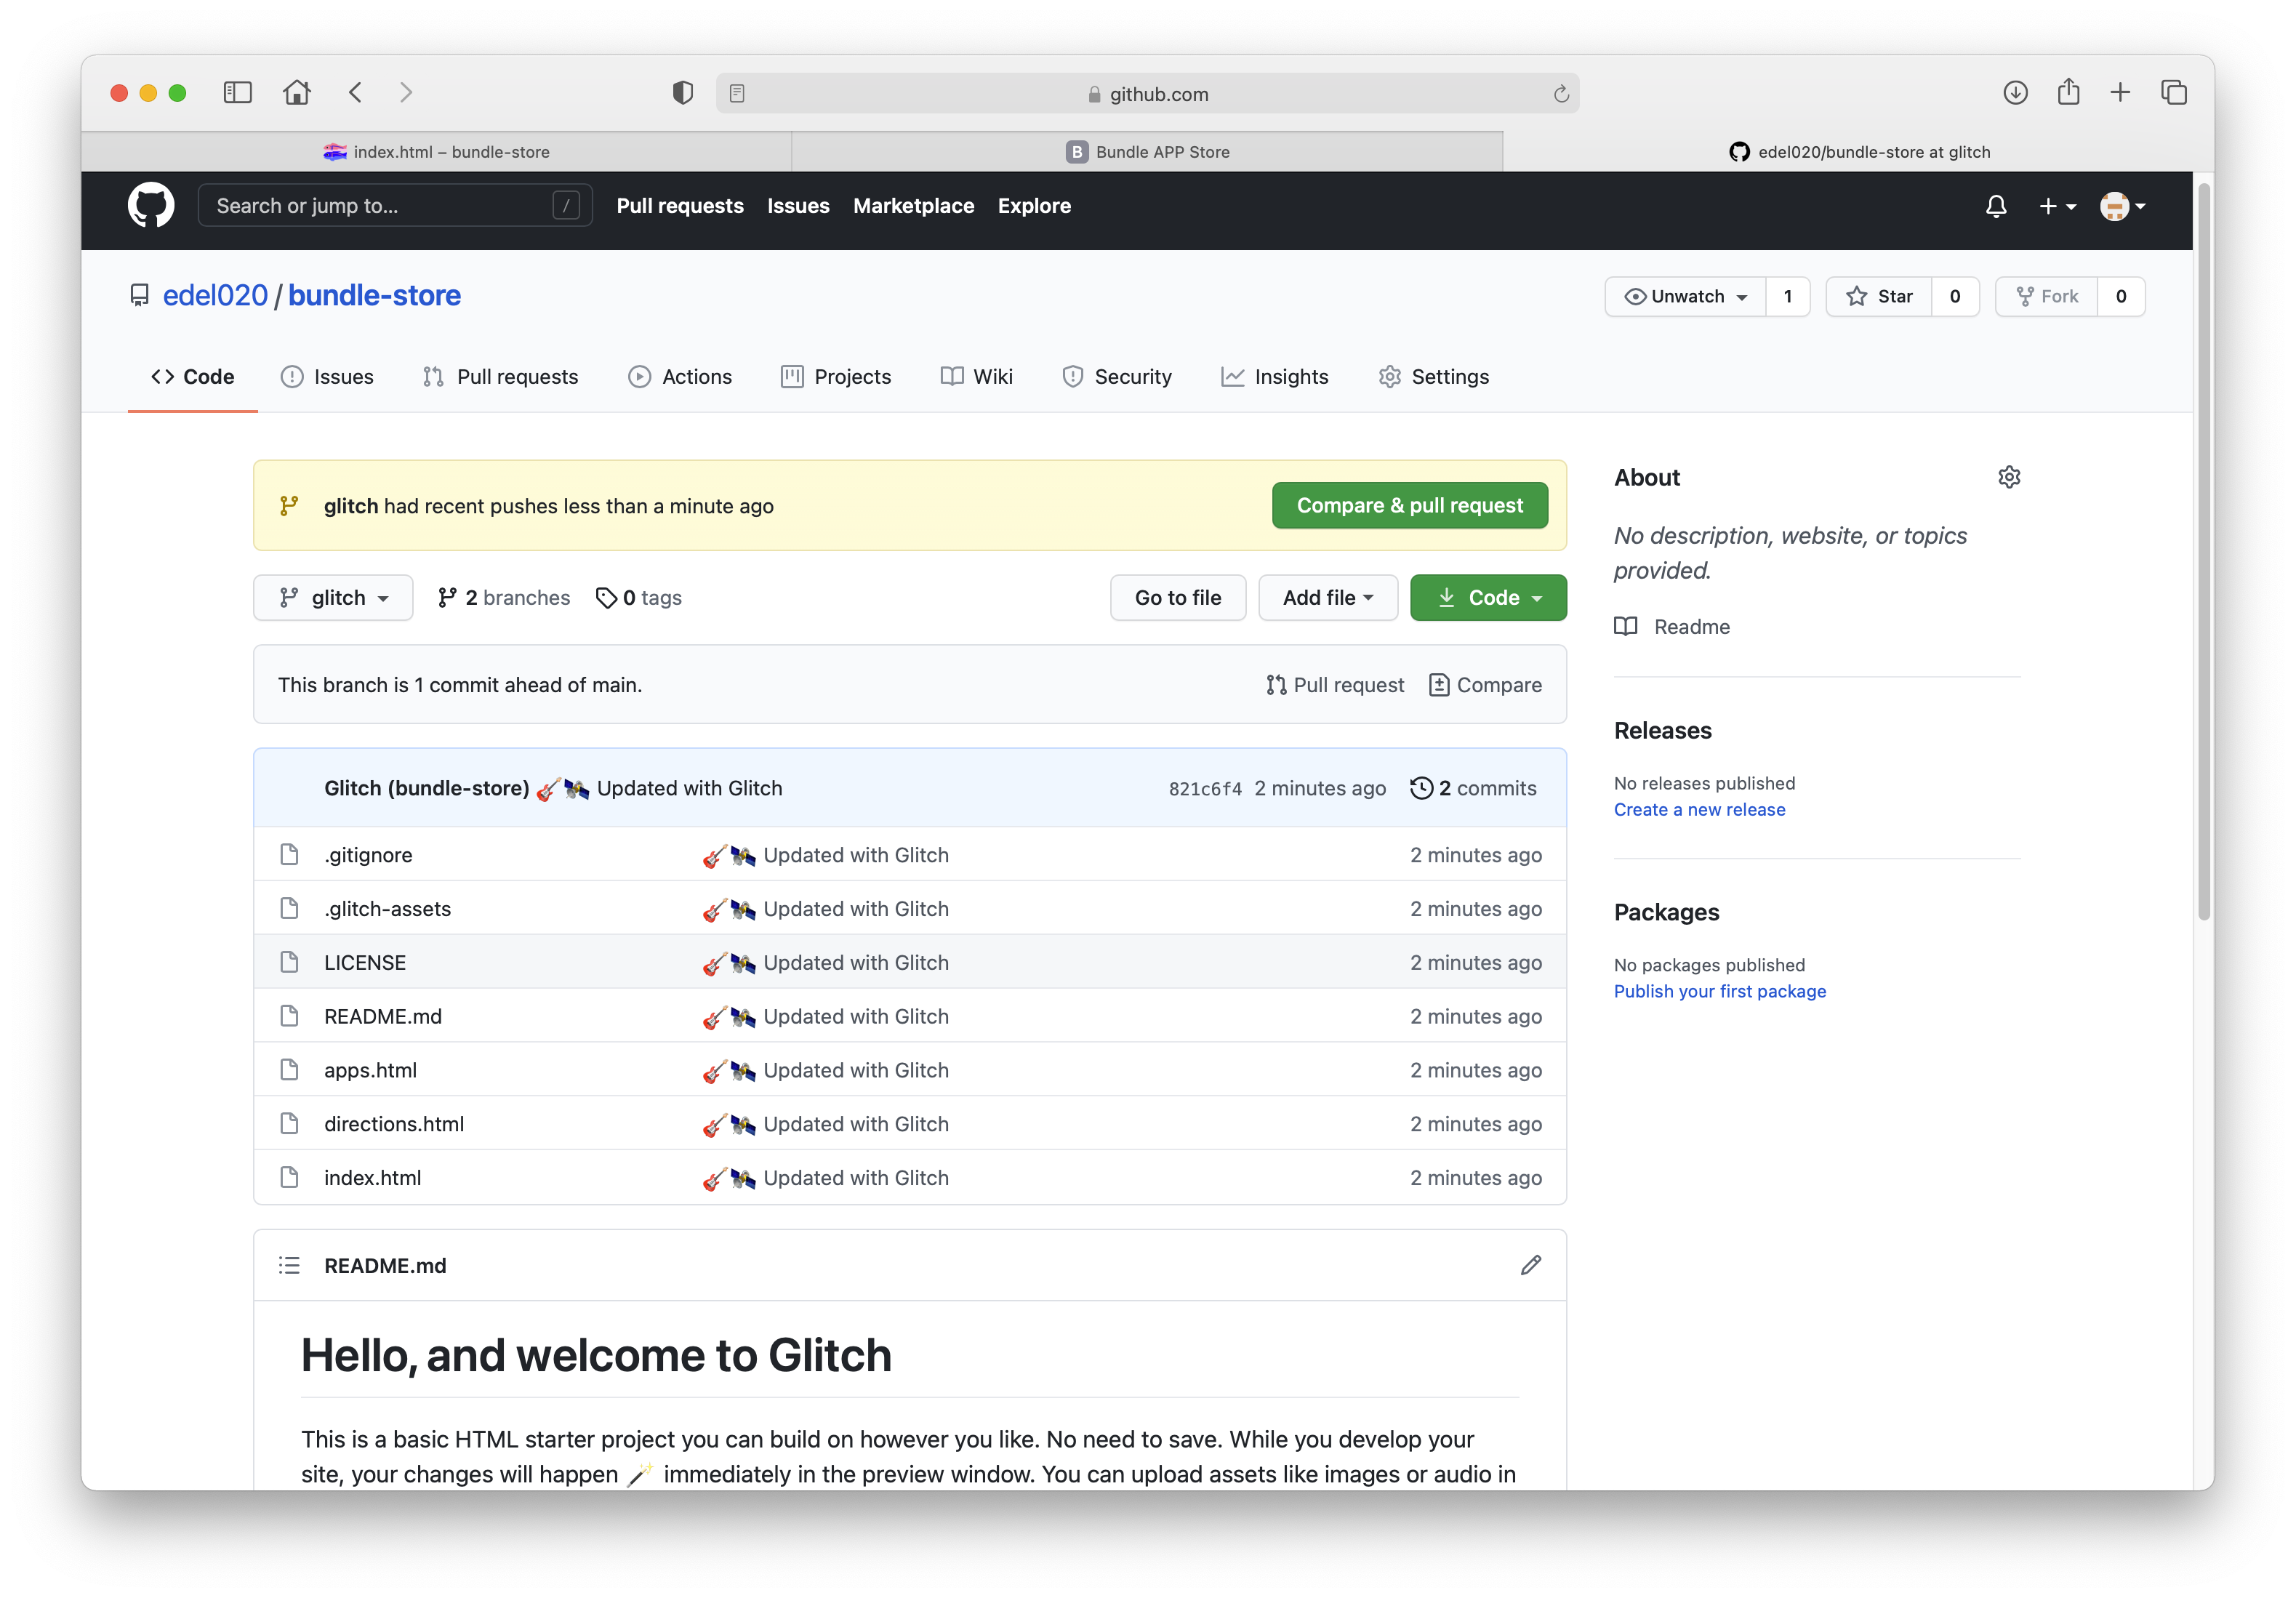 github.com
index.html – bundle-store
B Bundle APP Store
edel020/bundle-store at glitch
Search or jump to... /
Pull requests Issues Marketplace Explore
edel020 / bundle-store
Unwatch 1 Star 0 Fork 0
Code Issues Pull requests Actions Projects Wiki Security Insights Settings
glitch had recent pushes less than a minute ago
Compare & pull request
glitch 2 branches 0 tags
Go to file Add file Code
This branch is 1 commit ahead of main.
Pull request Compare
Glitch (bundle-store) 🎸🛰 Updated with Glitch 821c6f4 2 minutes ago 2 commits
.gitignore 🎸🛰 Updated with Glitch 2 minutes ago
.glitch-assets 🎸🛰 Updated with Glitch 2 minutes ago
LICENSE 🎸🛰 Updated with Glitch 2 minutes ago
README.md 🎸🛰 Updated with Glitch 2 minutes ago
apps.html 🎸🛰 Updated with Glitch 2 minutes ago
directions.html 🎸🛰 Updated with Glitch 2 minutes ago
index.html 🎸🛰 Updated with Glitch 2 minutes ago
README.md
Hello, and welcome to Glitch
This is a basic HTML starter project you can build on however you like. No need to save. While you develop your
site, your changes will happen 🪄 immediately in the preview window. You can upload assets like images or audio in
About
No description, website, or topics
provided.
Readme
Releases
No releases published
Create a new release
Packages
No packages published
Publish your first package